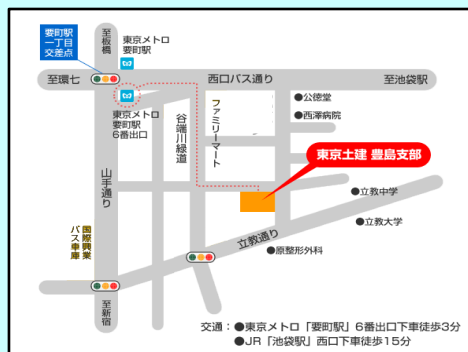 要町駅
一丁目
交差点
至板橋
東京メトロ
要町駅
至環七
西口バス通り
至池袋駅
東京メトロ
要町駅
6番出口
谷端川緑道
ファミリーマート
●公徳堂
●西澤病院
東京土建 豊島支部
山手通り
●立教中学
●立教大学
国際興業
バス車庫
立教通り
●原整形外科
至新宿
交通:●東京メトロ「要町駅」6番出口下車徒歩3分
●JR「池袋駅」西口下車徒歩15分